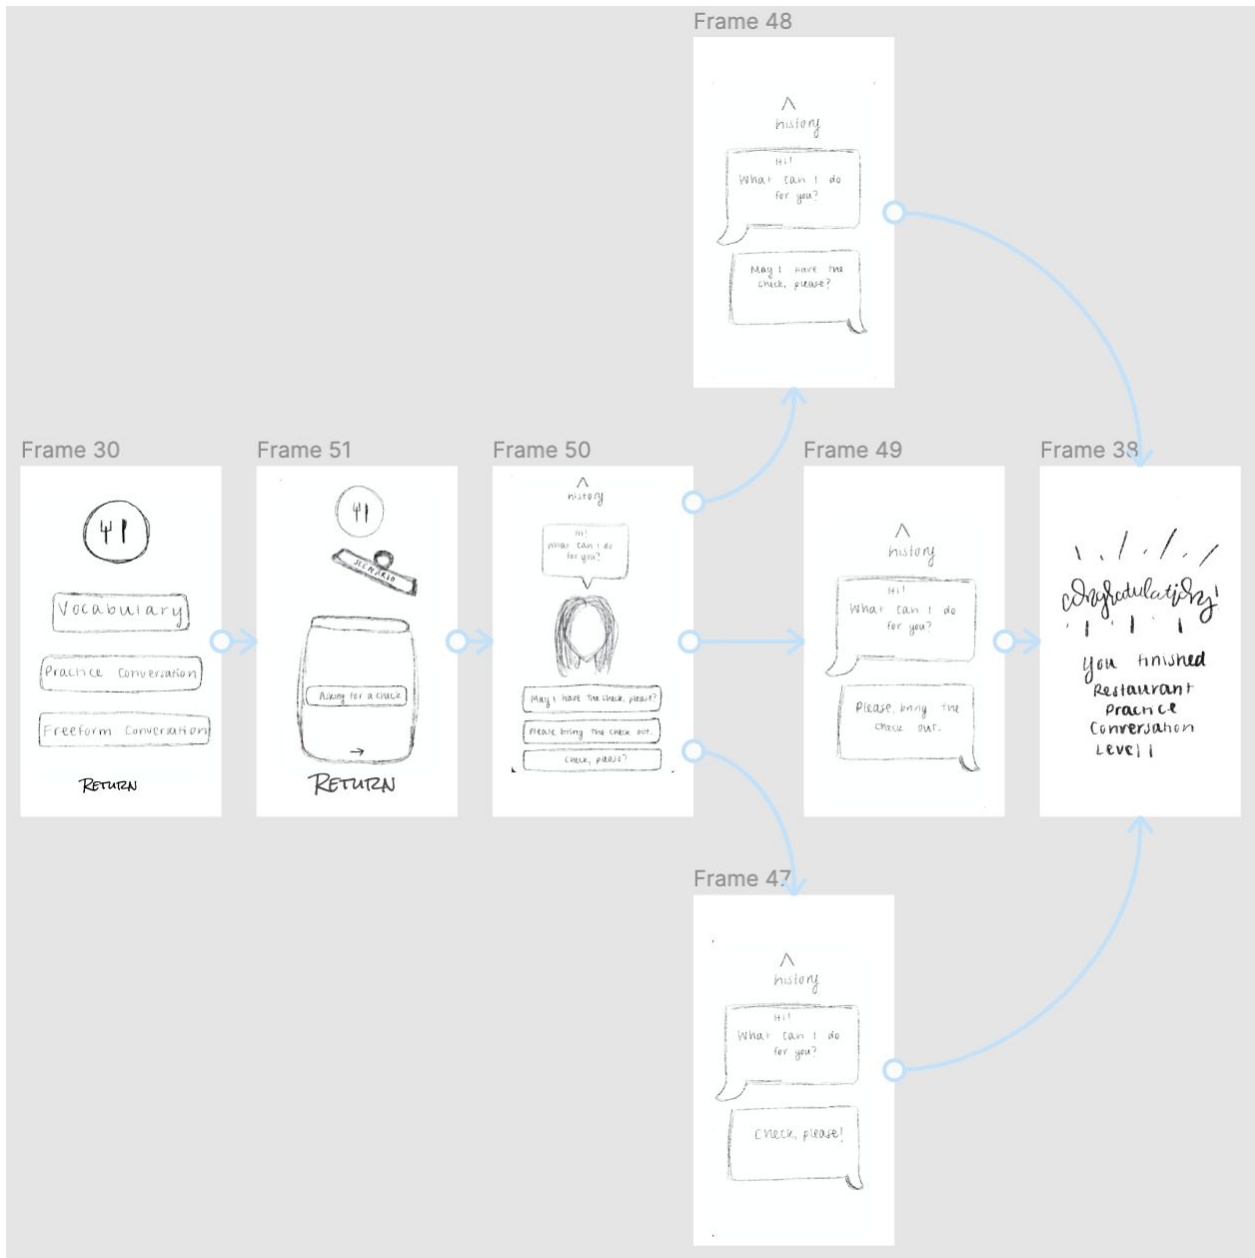 Frame 48
^
history
Hi!
What can I do
for you?
May I have the
check, please?
Frame 30
Vocabulary
Practice Conversation
Freeform Conversation
RETURN
Frame 51
SCENARIO
Asking for a check
→
RETURN
Frame 50
^
history
Hi!
What can I do
for you?
May I have the check, please?
Please bring the check out.
Check, please?
Frame 49
^
history
Hi!
What can I do
for you?
Please, bring the
check out.
Frame 38
Congratulations!
you finished
Restaurant
Practice
Conversation
Level 1
Frame 47
^
history
Hi!
What can I do
for you?
Check, please!